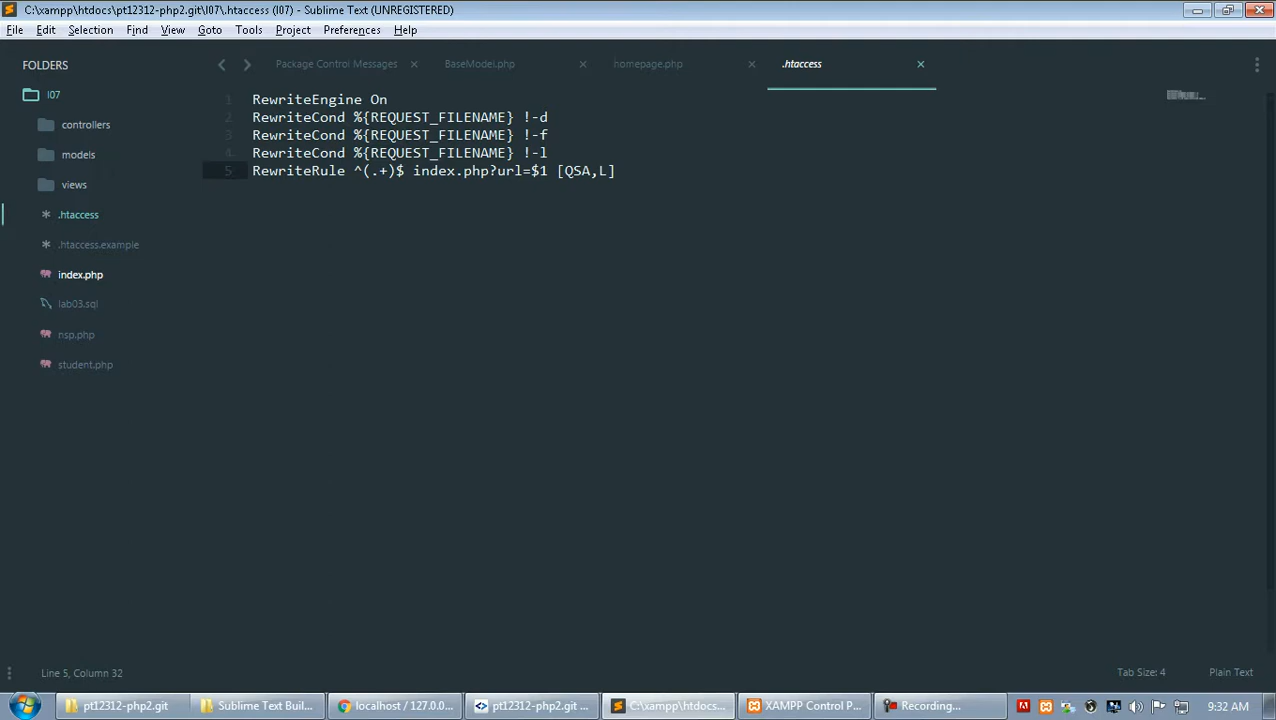 C:\xampp\htdocs\pt12312-php2.git\l07\.htaccess (l07) - Sublime Text (UNREGISTERED)
File Edit Selection Find View Goto Tools Project Preferences Help
FOLDERS
l07
controllers
models
views
.htaccess
.htaccess.example
index.php
lab03.sql
nsp.php
student.php
Package Control Messages
BaseModel.php
homepage.php
.htaccess
1 RewriteEngine On
2 RewriteCond %{REQUEST_FILENAME} !-d
3 RewriteCond %{REQUEST_FILENAME} !-f
4 RewriteCond %{REQUEST_FILENAME} !-l
5 RewriteRule ^(.+)$ index.php?url=$1 [QSA,L]
Line 5, Column 32
Tab Size: 4
Plain Text
pt12312-php2.git
Sublime Text Buil...
localhost / 127.0.0...
pt12312-php2.git ...
C:\xampp\htdocs...
XAMPP Control P...
Recording...
9:32 AM